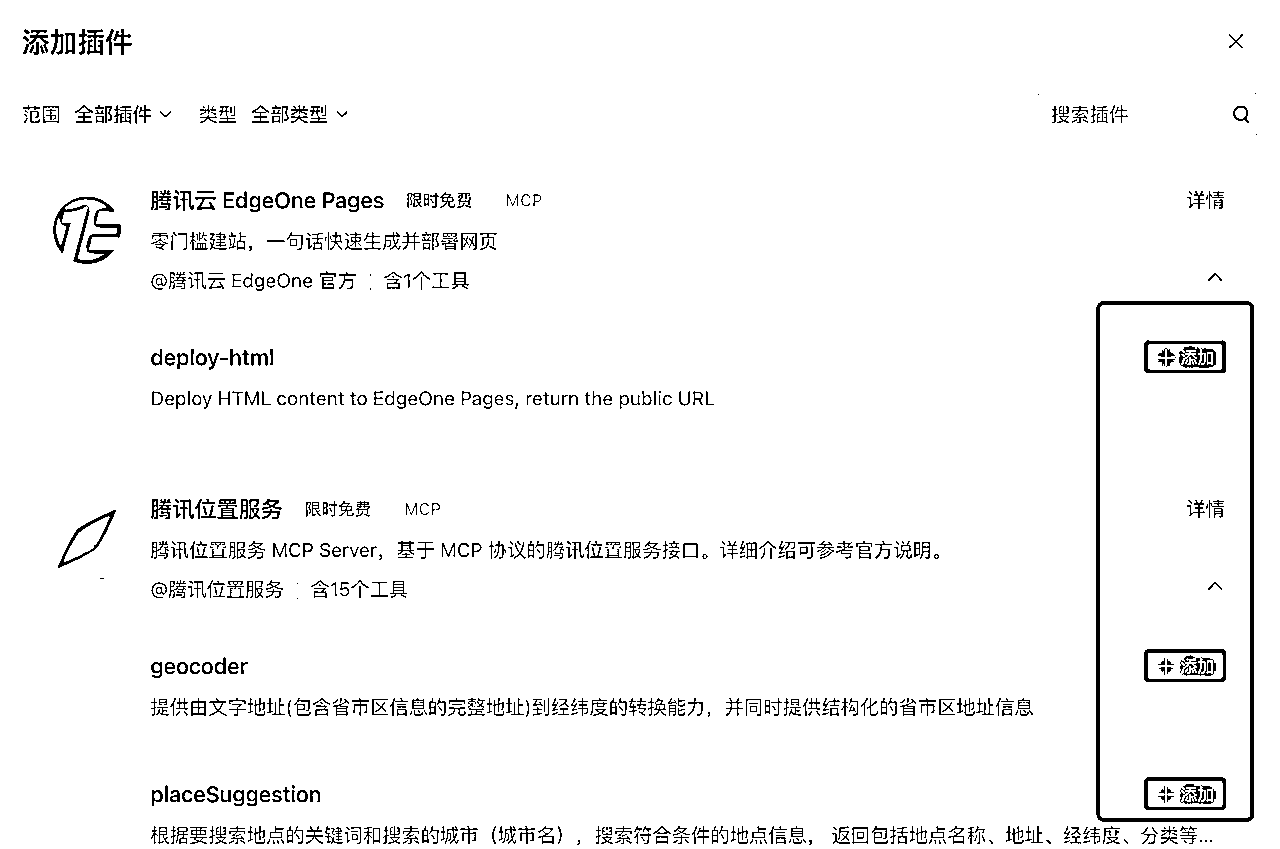 添加插件
范围 全部插件 类型 全部类型 搜索插件
腾讯云 EdgeOne Pages 限时免费 MCP 详情
零门槛建站，一句话快速生成并部署网页
@腾讯云 EdgeOne 官方 | 含1个工具
deploy-html + 添加
Deploy HTML content to EdgeOne Pages, return the public URL
腾讯位置服务 限时免费 MCP 详情
腾讯位置服务 MCP Server，基于 MCP 协议的腾讯位置服务接口。详细介绍可参考官方说明。
@腾讯位置服务 | 含15个工具
geocoder + 添加
提供由文字地址(包含省市区信息的完整地址)到经纬度的转换能力，并同时提供结构化的省市区地址信息
placeSuggestion + 添加
根据要搜索地点的关键词和搜索的城市（城市名），搜索符合条件的地点信息， 返回包括地点名称、地址、经纬度、分类等...